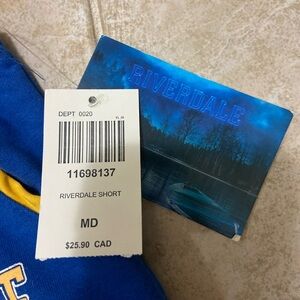 DEPT 0020
11698137
RIVERDALE SHORT
MD
$25.90 CAD
RIVERDALE